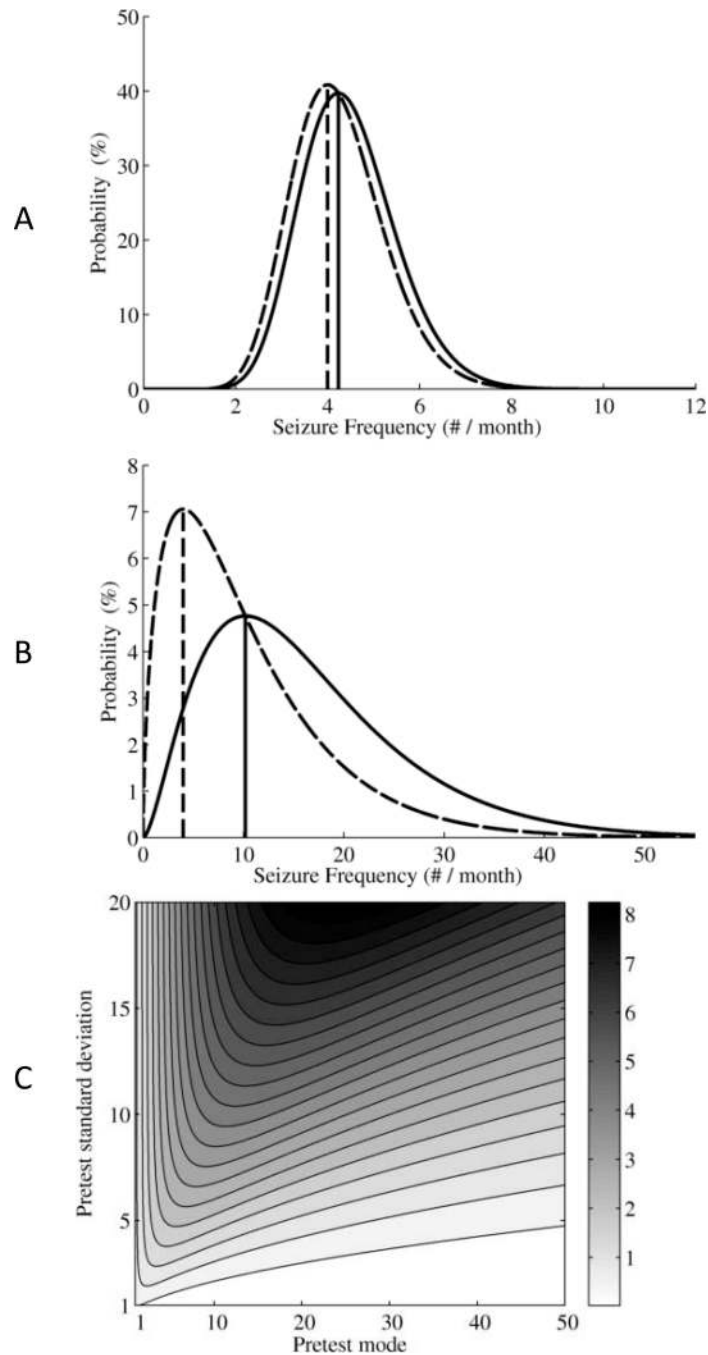 A
Probability (%)
50
40
30
20
10
0
0 2 4 6 8 10 12
Seizure Frequency (# / month)
B
Probability (%)
8
7
6
5
4
3
2
1
0
0 10 20 30 40 50
Seizure Frequency (# / month)
C
Pretest standard deviation
20
15
10
5
1
1 10 20 30 40 50
Pretest mode
8
7
6
5
4
3
2
1